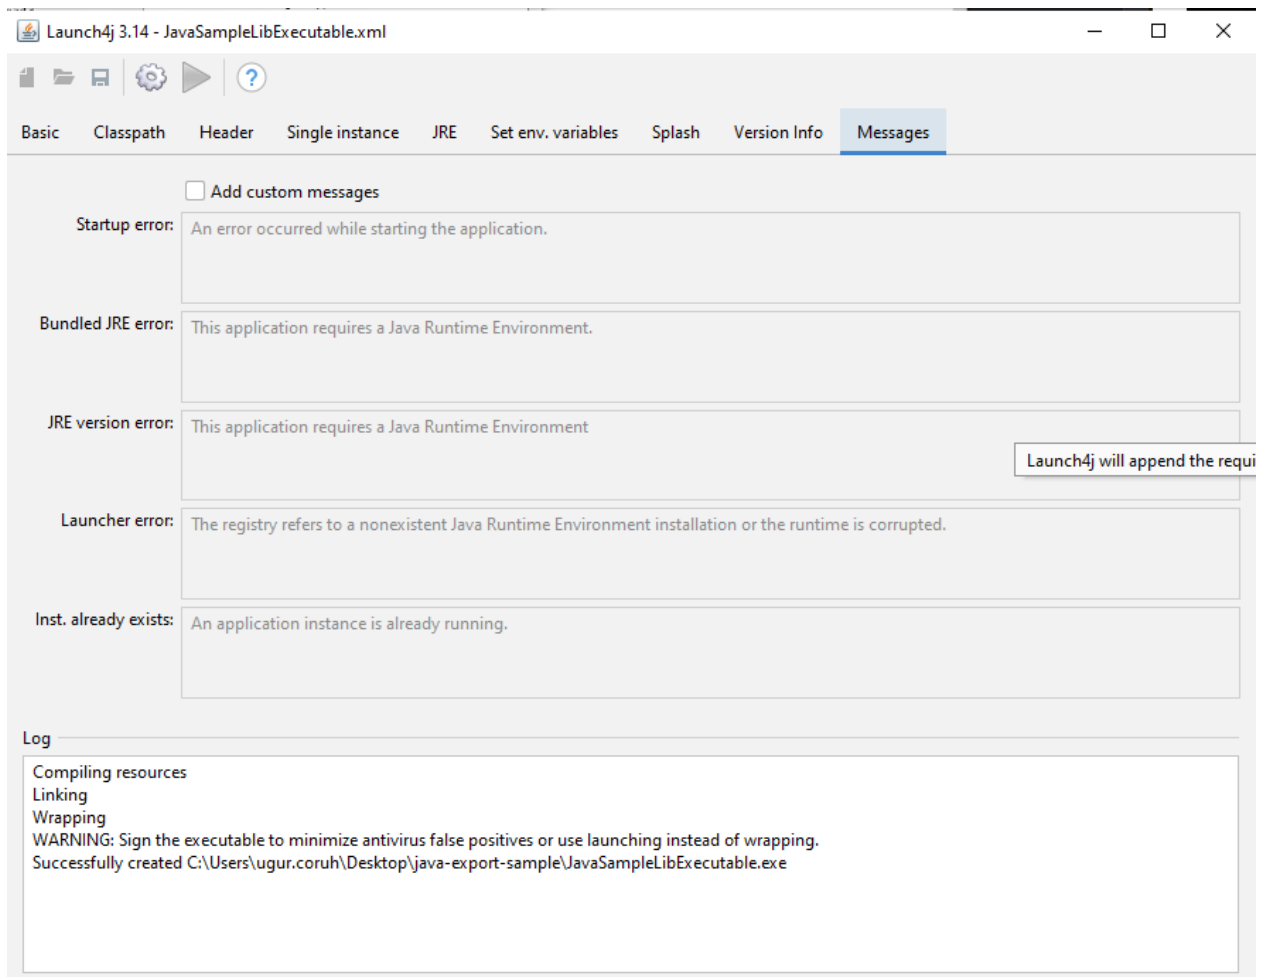 Launch4j 3.14 - JavaSampleLibExecutable.xml
Basic Classpath Header Single instance JRE Set env. variables Splash Version Info Messages
Add custom messages
Startup error: An error occurred while starting the application.
Bundled JRE error: This application requires a Java Runtime Environment.
JRE version error: This application requires a Java Runtime Environment
Launch4j will append the requi
Launcher error: The registry refers to a nonexistent Java Runtime Environment installation or the runtime is corrupted.
Inst. already exists: An application instance is already running.
Log
Compiling resources
Linking
Wrapping
WARNING: Sign the executable to minimize antivirus false positives or use launching instead of wrapping.
Successfully created C:\Users\ugur.coruh\Desktop\java-export-sample\JavaSampleLibExecutable.exe